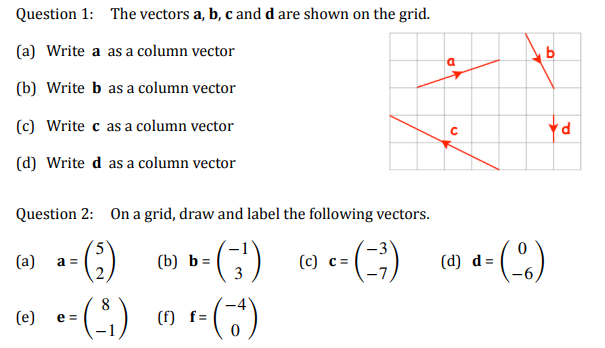 Question 1: The vectors a, b, c and d are shown on the grid.
(a) Write a as a column vector
(b) Write b as a column vector
(c) Write c as a column vector
(d) Write d as a column vector
a
b
c
d
Question 2: On a grid, draw and label the following vectors.
(a) a = (5 2) (b) b = (−1 3) (c) c = (−3 −7) (d) d = (0 −6)
(e) e = (8 −1) (f) f = (−4 0)